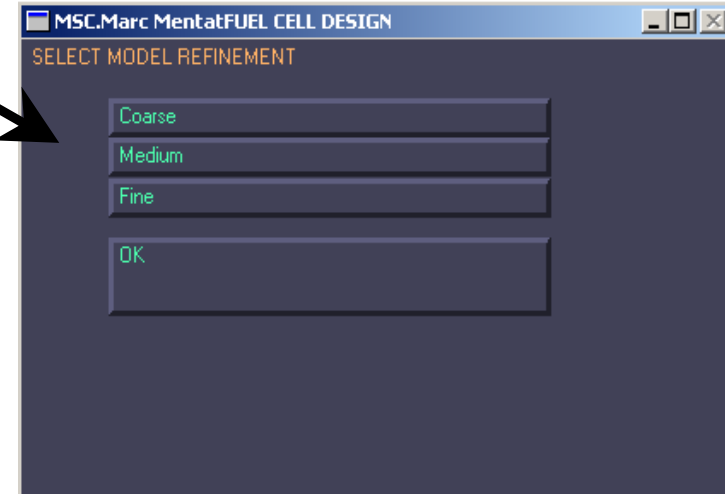 MSC.Marc MentatFUEL CELL DESIGN
SELECT MODEL REFINEMENT
Coarse
Medium
Fine
OK